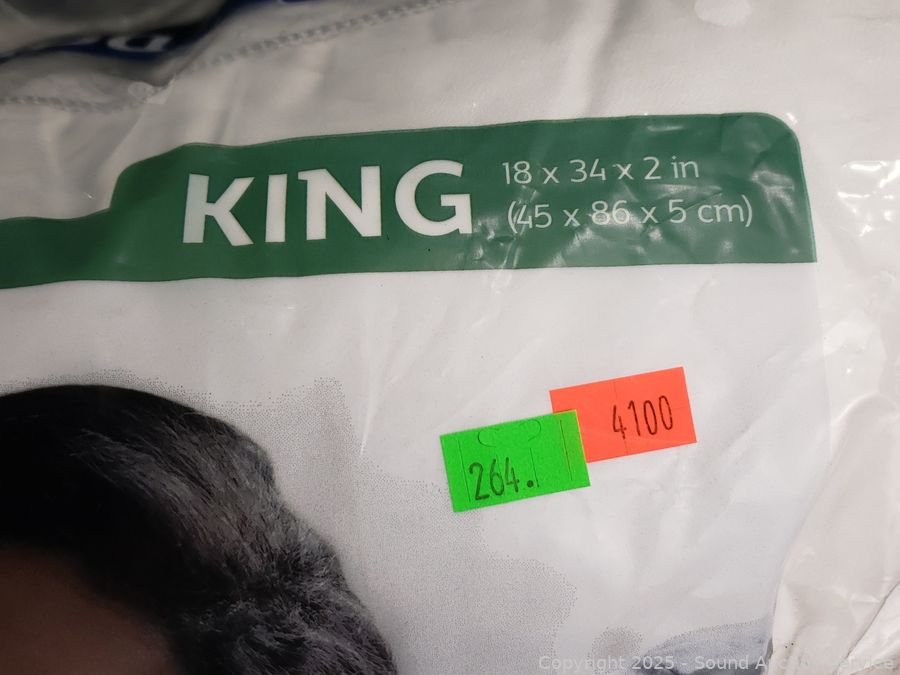 KING
18 x 34 x 2 in
(45 x 86 x 5 cm)
4100
264.
Copyright 2025 - Sound Auction Service